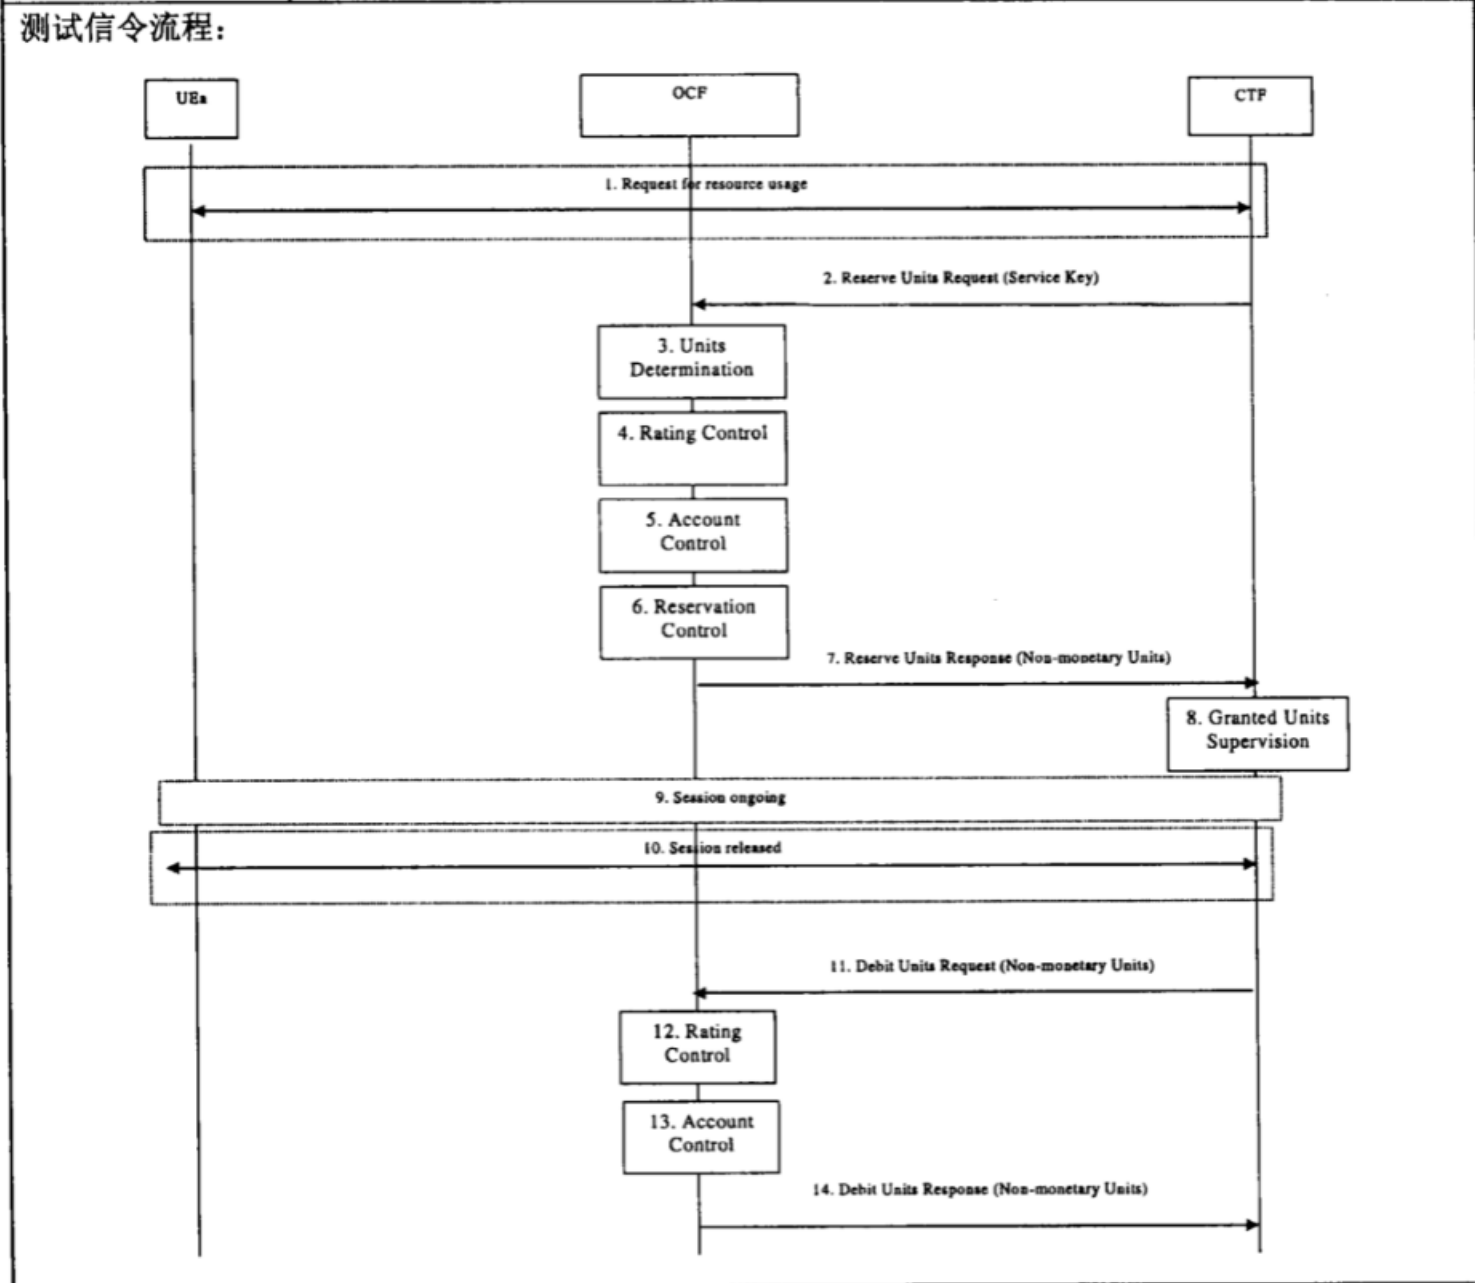 测试信令流程：
UEa
OCF
CTF
1. Request for resource usage
2. Reserve Units Request (Service Key)
3. Units
Determination
4. Rating Control
5. Account
Control
6. Reservation
Control
7. Reserve Units Response (Non-monetary Units)
8. Granted Units
Supervision
9. Session ongoing
10. Session released
11. Debit Units Request (Non-monetary Units)
12. Rating
Control
13. Account
Control
14. Debit Units Response (Non-monetary Units)